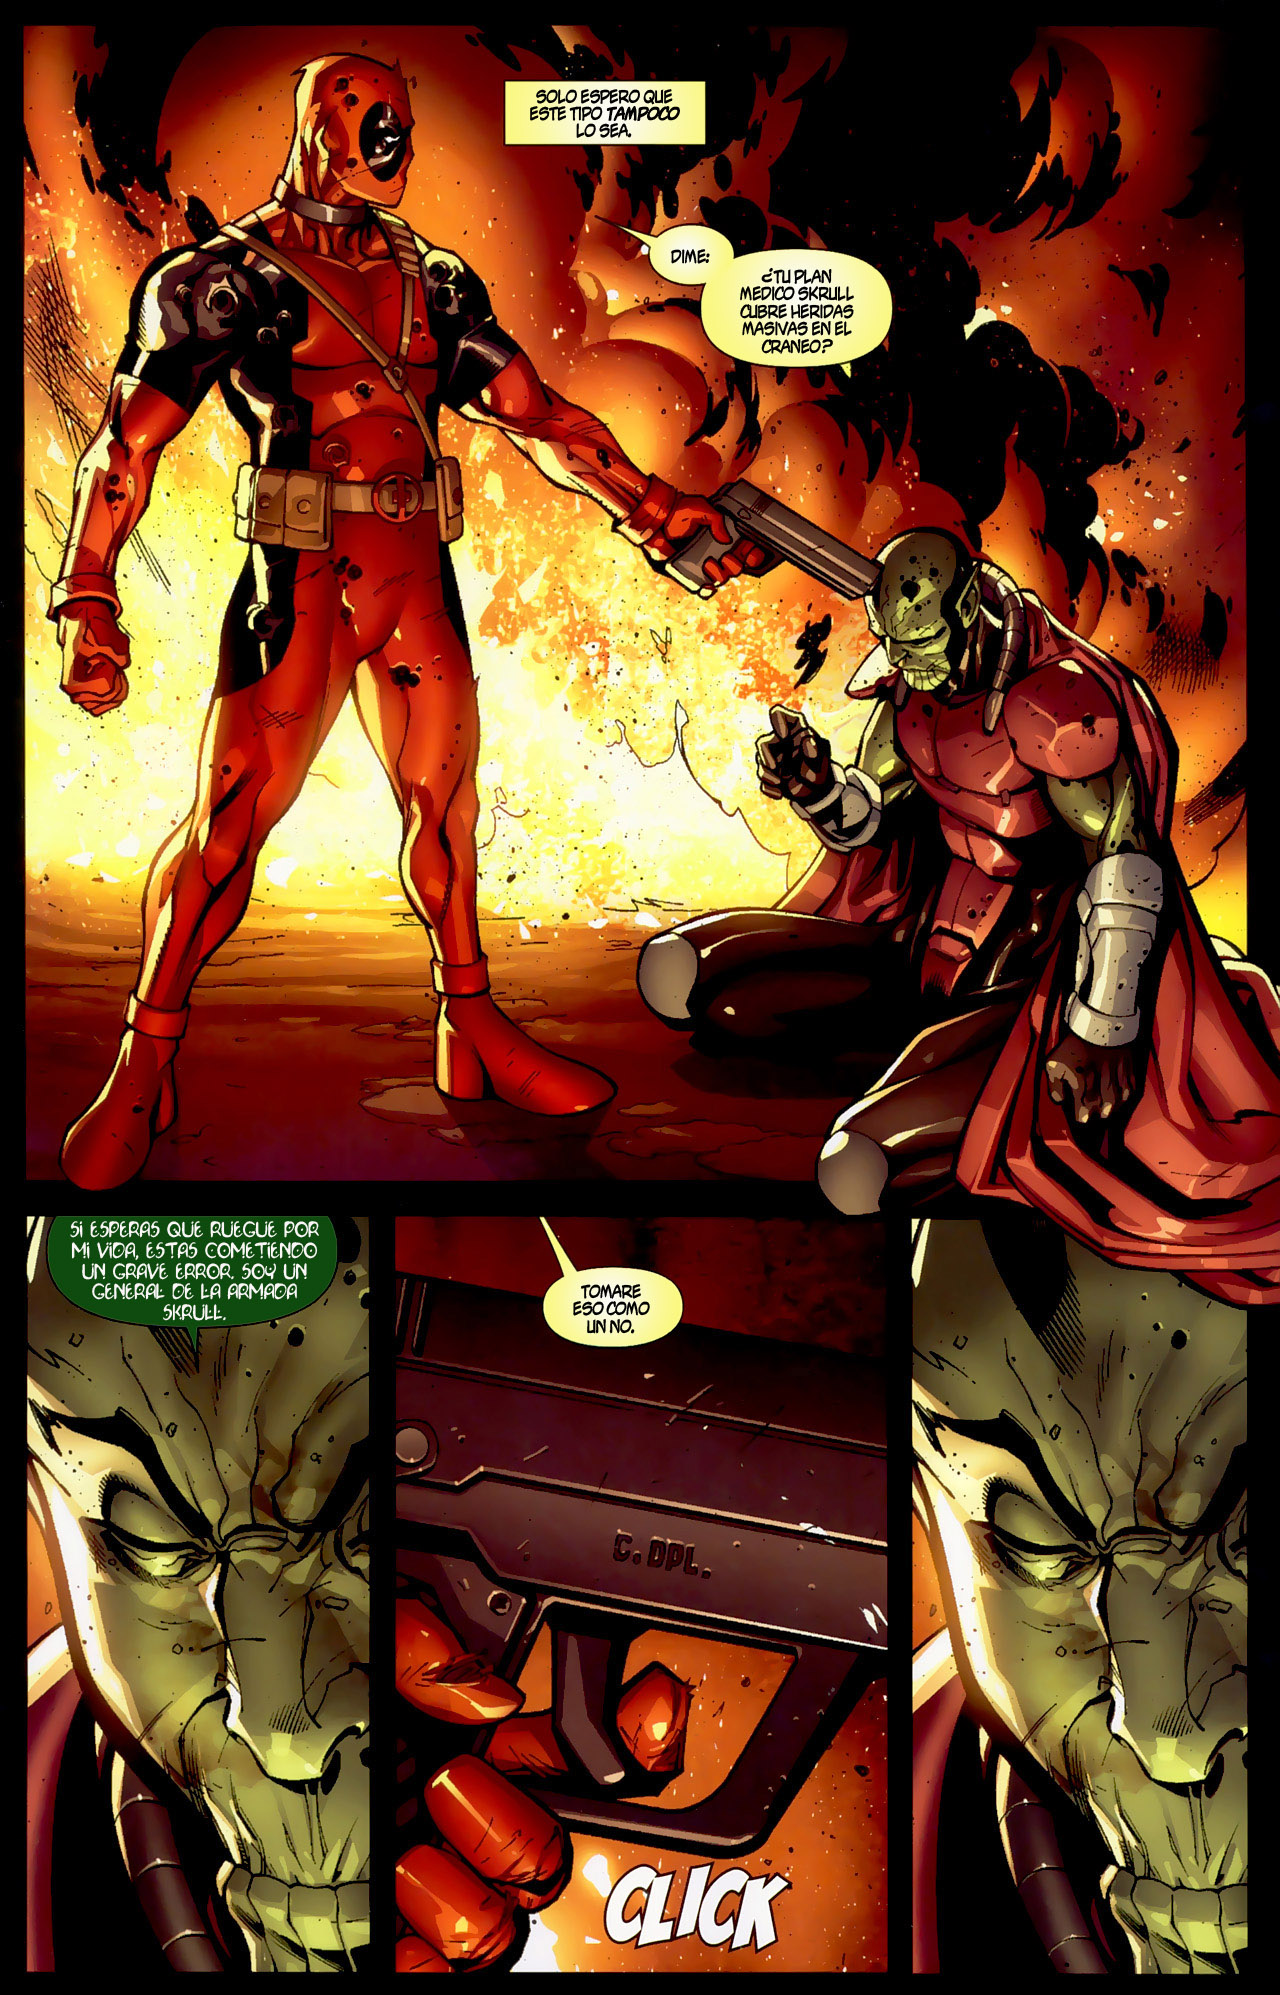 SOLO ESPERO QUE
ESTE TIPO TAMPOCO
LO SEA.
DIME:
¿TU PLAN
MEDICO SKRULL
CUBRE HERIDAS
MASIVAS EN EL
CRANEO?
SI ESPERAS QUE RUEGUE POR
MI VIDA, ESTAS COMETIENDO
UN GRAVE ERROR. SOY UN
GENERAL DE LA ARMADA
SKRULL.
TOMARE
ESO COMO
UN NO.
C. DPL.
CLICK